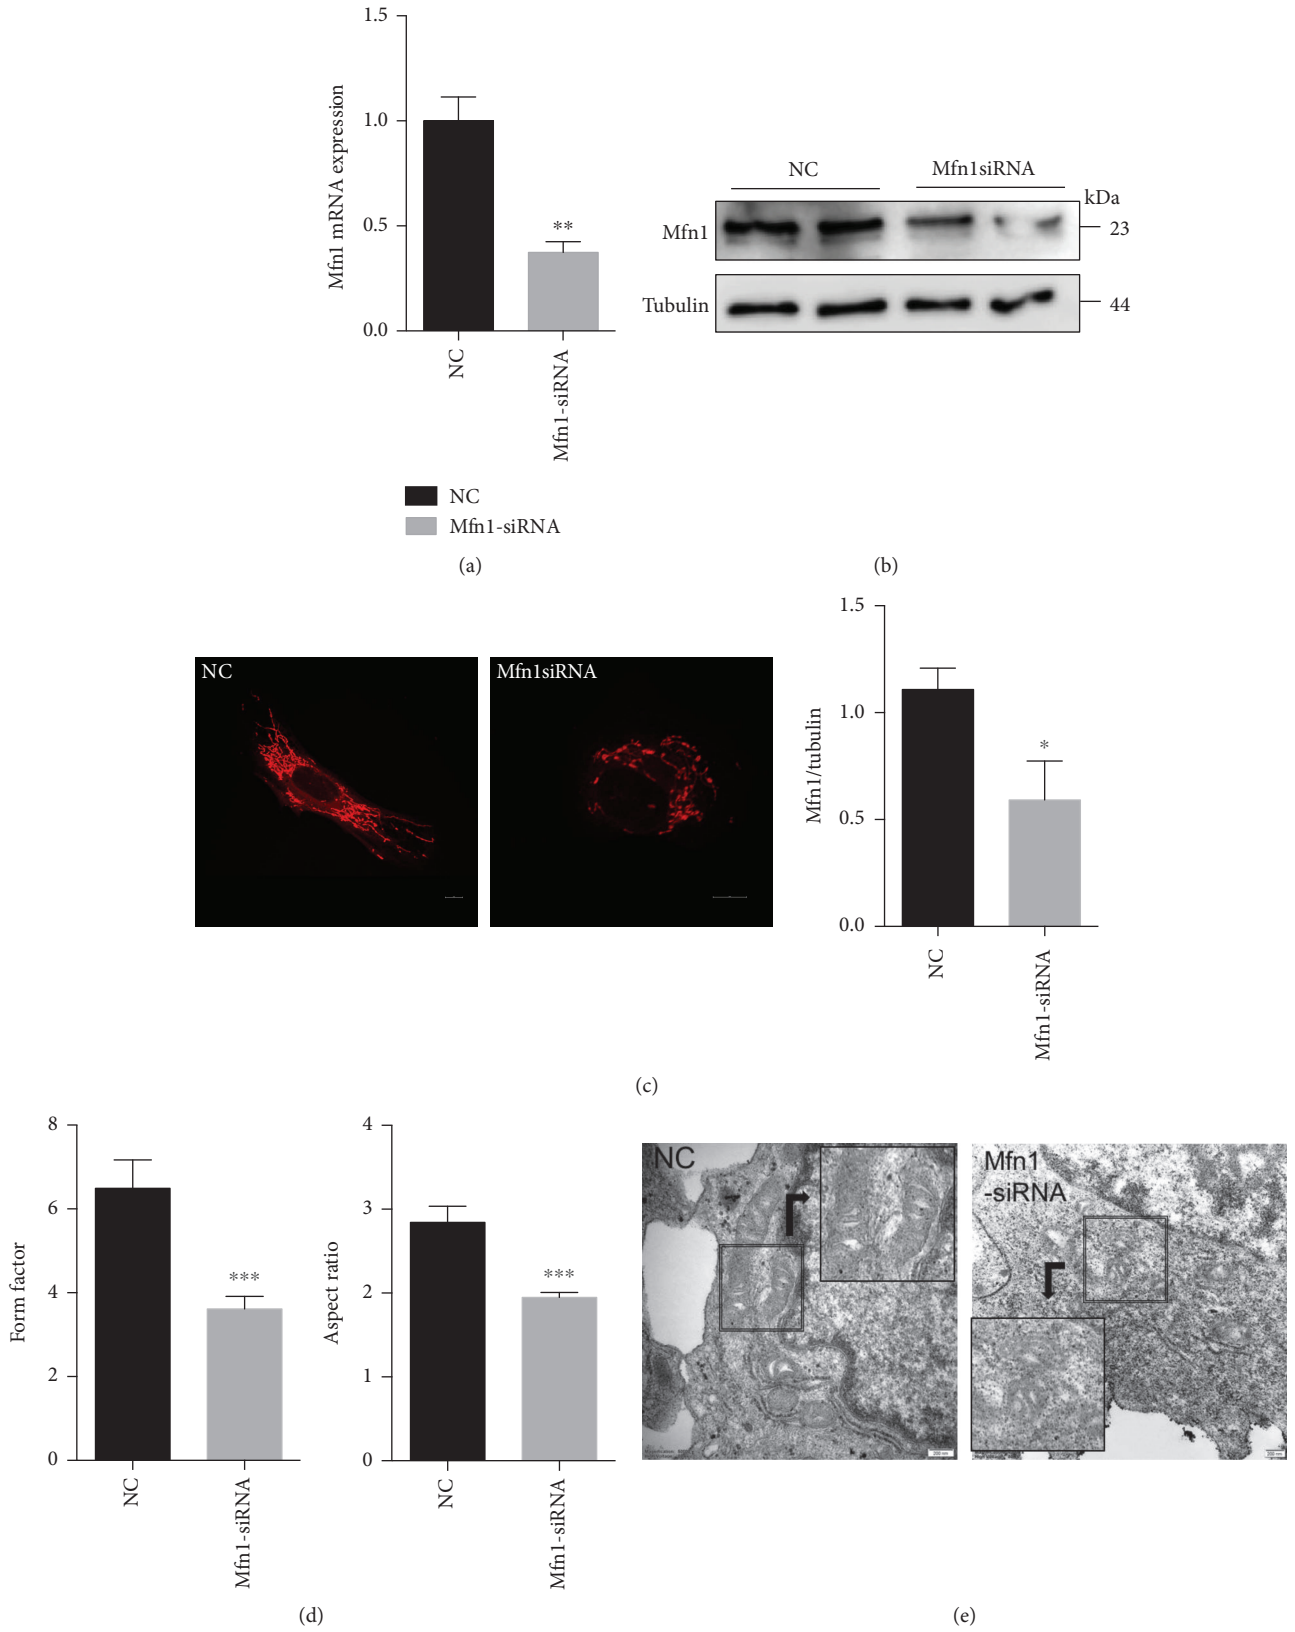 1.5
1.0
0.5
0.0
Mfn1 mRNA expression
**
NC
Mfn1-siRNA
NC
Mfn1-siRNA
(a)
NC
Mfn1siRNA
kDa
Mfn1
23
Tubulin
44
(b)
NC
Mfn1siRNA
1.5
1.0
0.5
0.0
Mfn1/tubulin
*
NC
Mfn1-siRNA
(c)
8
6
4
2
0
Form factor
***
NC
Mfn1-siRNA
4
3
2
1
0
Aspect ratio
***
NC
Mfn1-siRNA
(d)
NC
200 nm
Mfn1
-siRNA
(e)